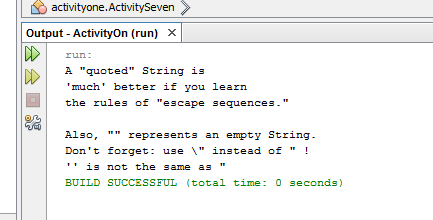 activityone.ActivitySeven
Output - ActivityOn (run)
run:
A "quoted" String is
'much' better if you learn
the rules of "escape sequences."
Also, "" represents an empty String.
Don't forget: use \" instead of " !
'' is not the same as "
BUILD SUCCESSFUL (total time: 0 seconds)